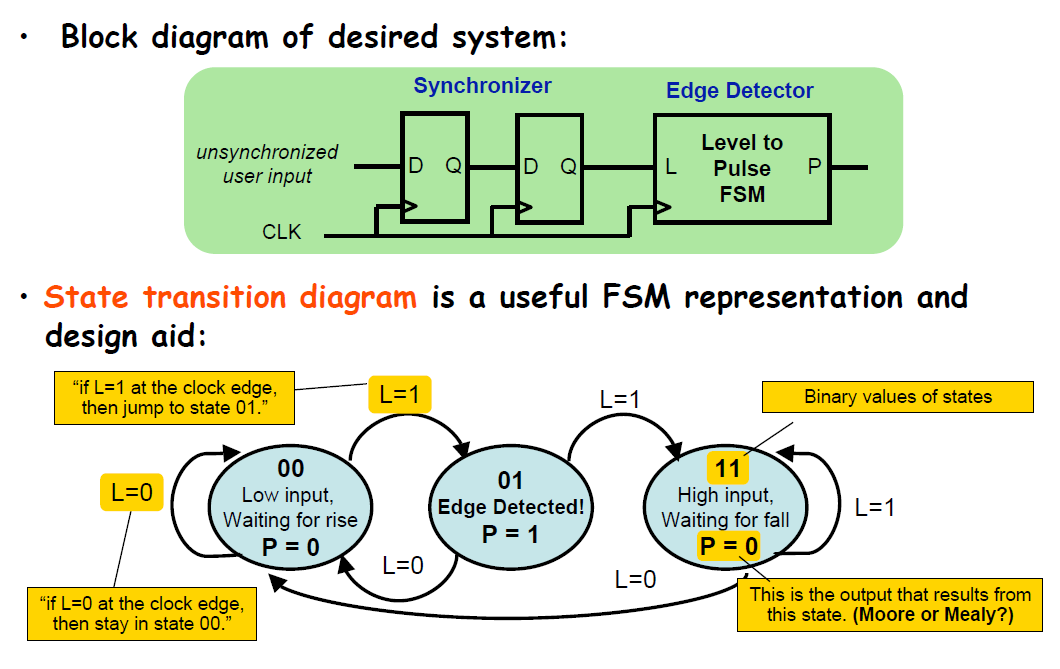 • Block diagram of desired system:
Synchronizer
Edge Detector
unsynchronized
user input
D Q
D Q
L
Level to
Pulse
FSM
P
CLK
• State transition diagram is a useful FSM representation and
design aid:
“if L=1 at the clock edge,
then jump to state 01.”
L=1
L=1
Binary values of states
L=0
00
Low input,
Waiting for rise
P = 0
01
Edge Detected!
P = 1
11
High input,
Waiting for fall
P = 0
L=1
L=0
L=0
“if L=0 at the clock edge,
then stay in state 00.”
This is the output that results from
this state. (Moore or Mealy?)